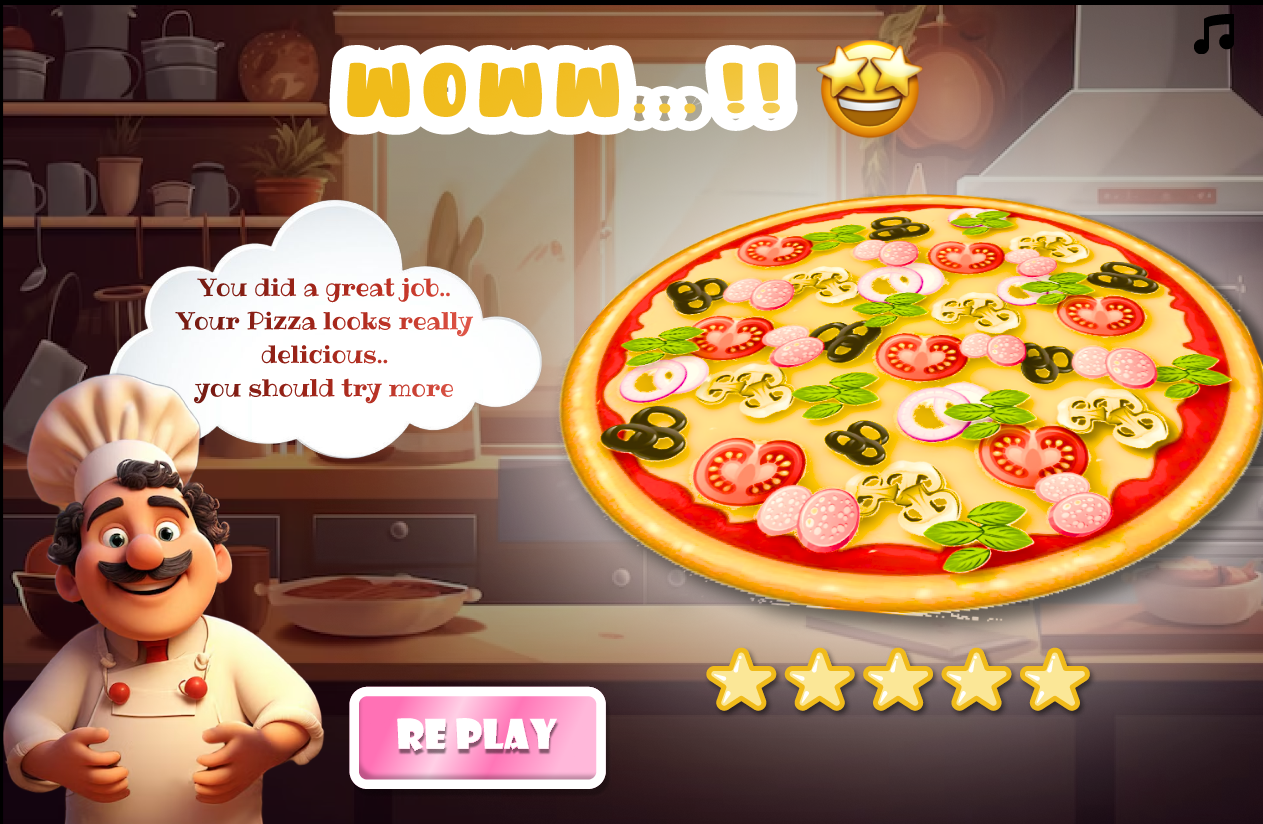 WOWW...!!
You did a great job..
Your Pizza looks really
delicious..
you should try more
RE PLAY